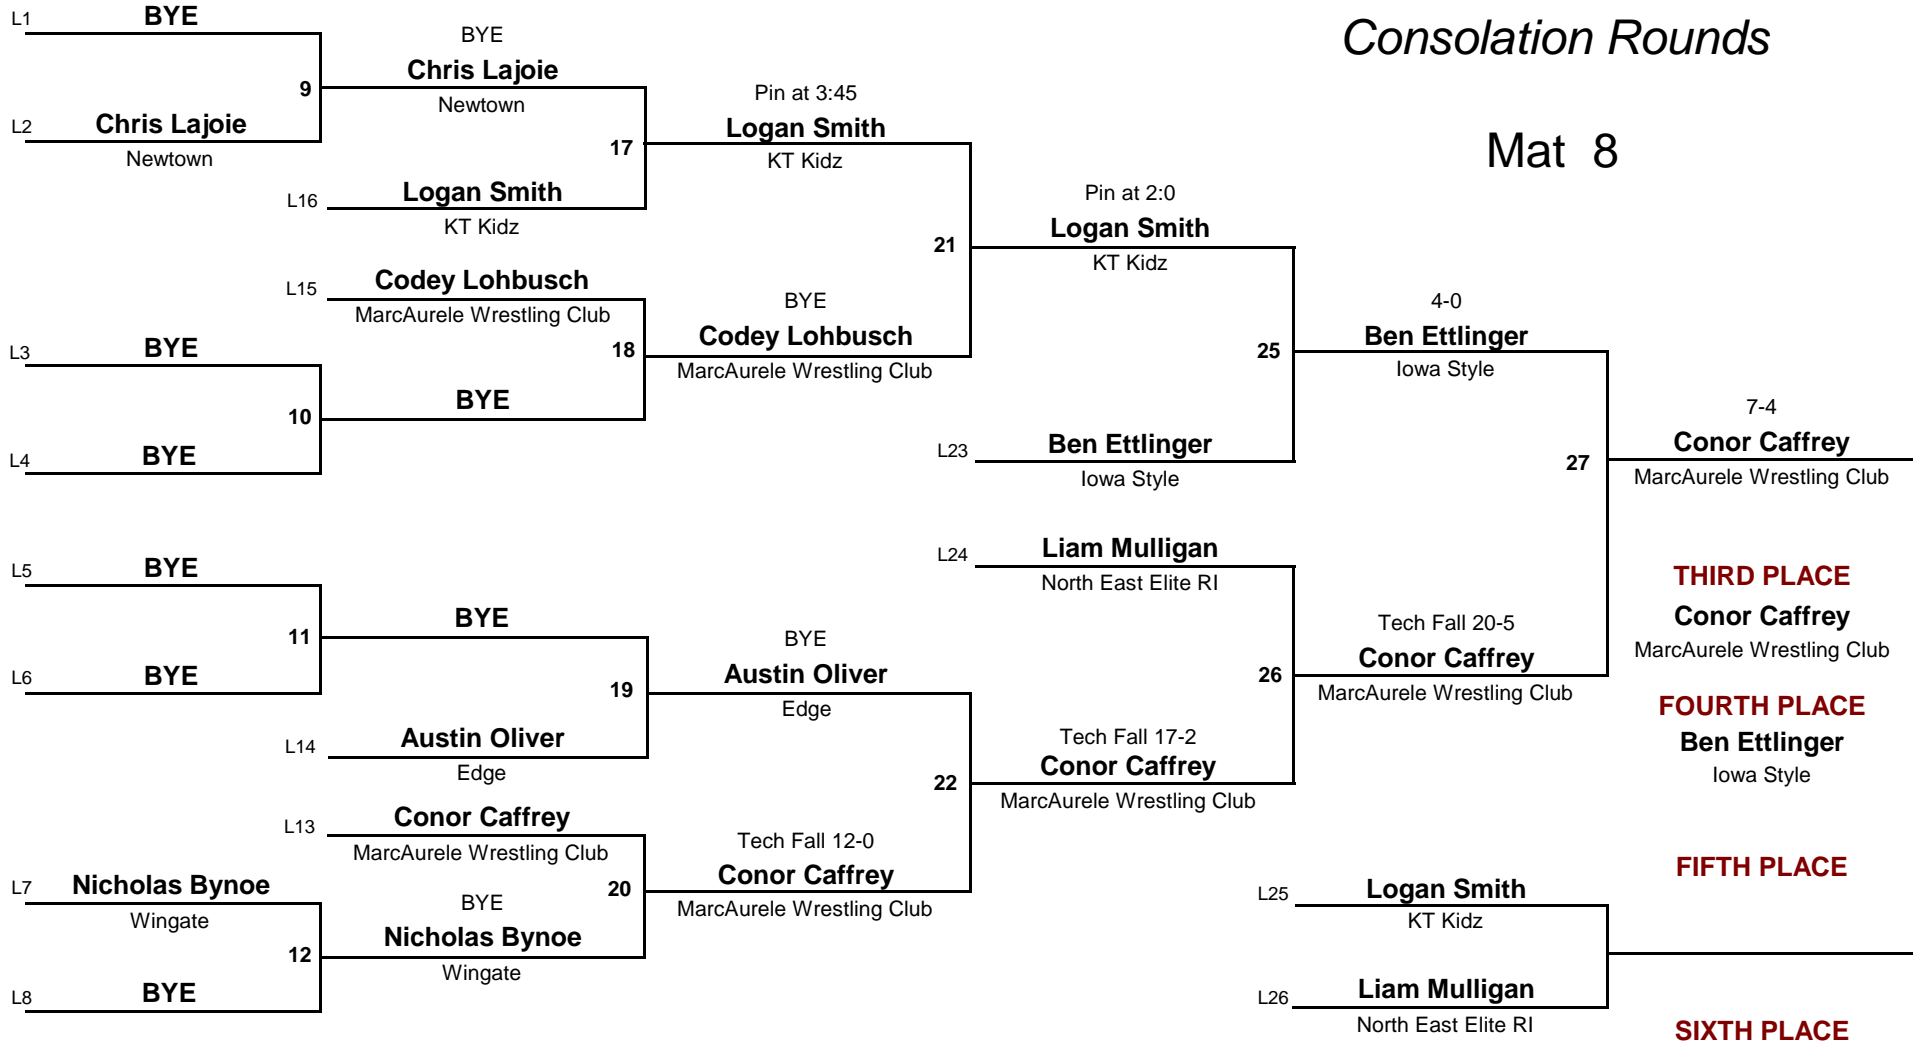 Consolation Rounds
Mat 8
L1 BYE
9
L2 Chris Lajoie
Newtown
L3 BYE
10
L4 BYE
L5 BYE
11
L6 BYE
L7 Nicholas Bynoe
Wingate
12
L8 BYE
BYE
Chris Lajoie
Newtown
17
L16 Logan Smith
KT Kidz
L15 Codey Lohbusch
MarcAurele Wrestling Club
18
BYE
BYE
19
L14 Austin Oliver
Edge
L13 Conor Caffrey
MarcAurele Wrestling Club
20
BYE
Nicholas Bynoe
Wingate
Pin at 3:45
Logan Smith
KT Kidz
21
BYE
Codey Lohbusch
MarcAurele Wrestling Club
BYE
Austin Oliver
Edge
22
Tech Fall 12-0
Conor Caffrey
MarcAurele Wrestling Club
Pin at 2:0
Logan Smith
KT Kidz
25
L23 Ben Ettlinger
Iowa Style
L24 Liam Mulligan
North East Elite RI
26
Tech Fall 17-2
Conor Caffrey
MarcAurele Wrestling Club
4-0
Ben Ettlinger
Iowa Style
27
Tech Fall 20-5
Conor Caffrey
MarcAurele Wrestling Club
7-4
Conor Caffrey
MarcAurele Wrestling Club
THIRD PLACE
Conor Caffrey
MarcAurele Wrestling Club
FOURTH PLACE
Ben Ettlinger
Iowa Style
FIFTH PLACE
L25 Logan Smith
KT Kidz
L26 Liam Mulligan
North East Elite RI
SIXTH PLACE